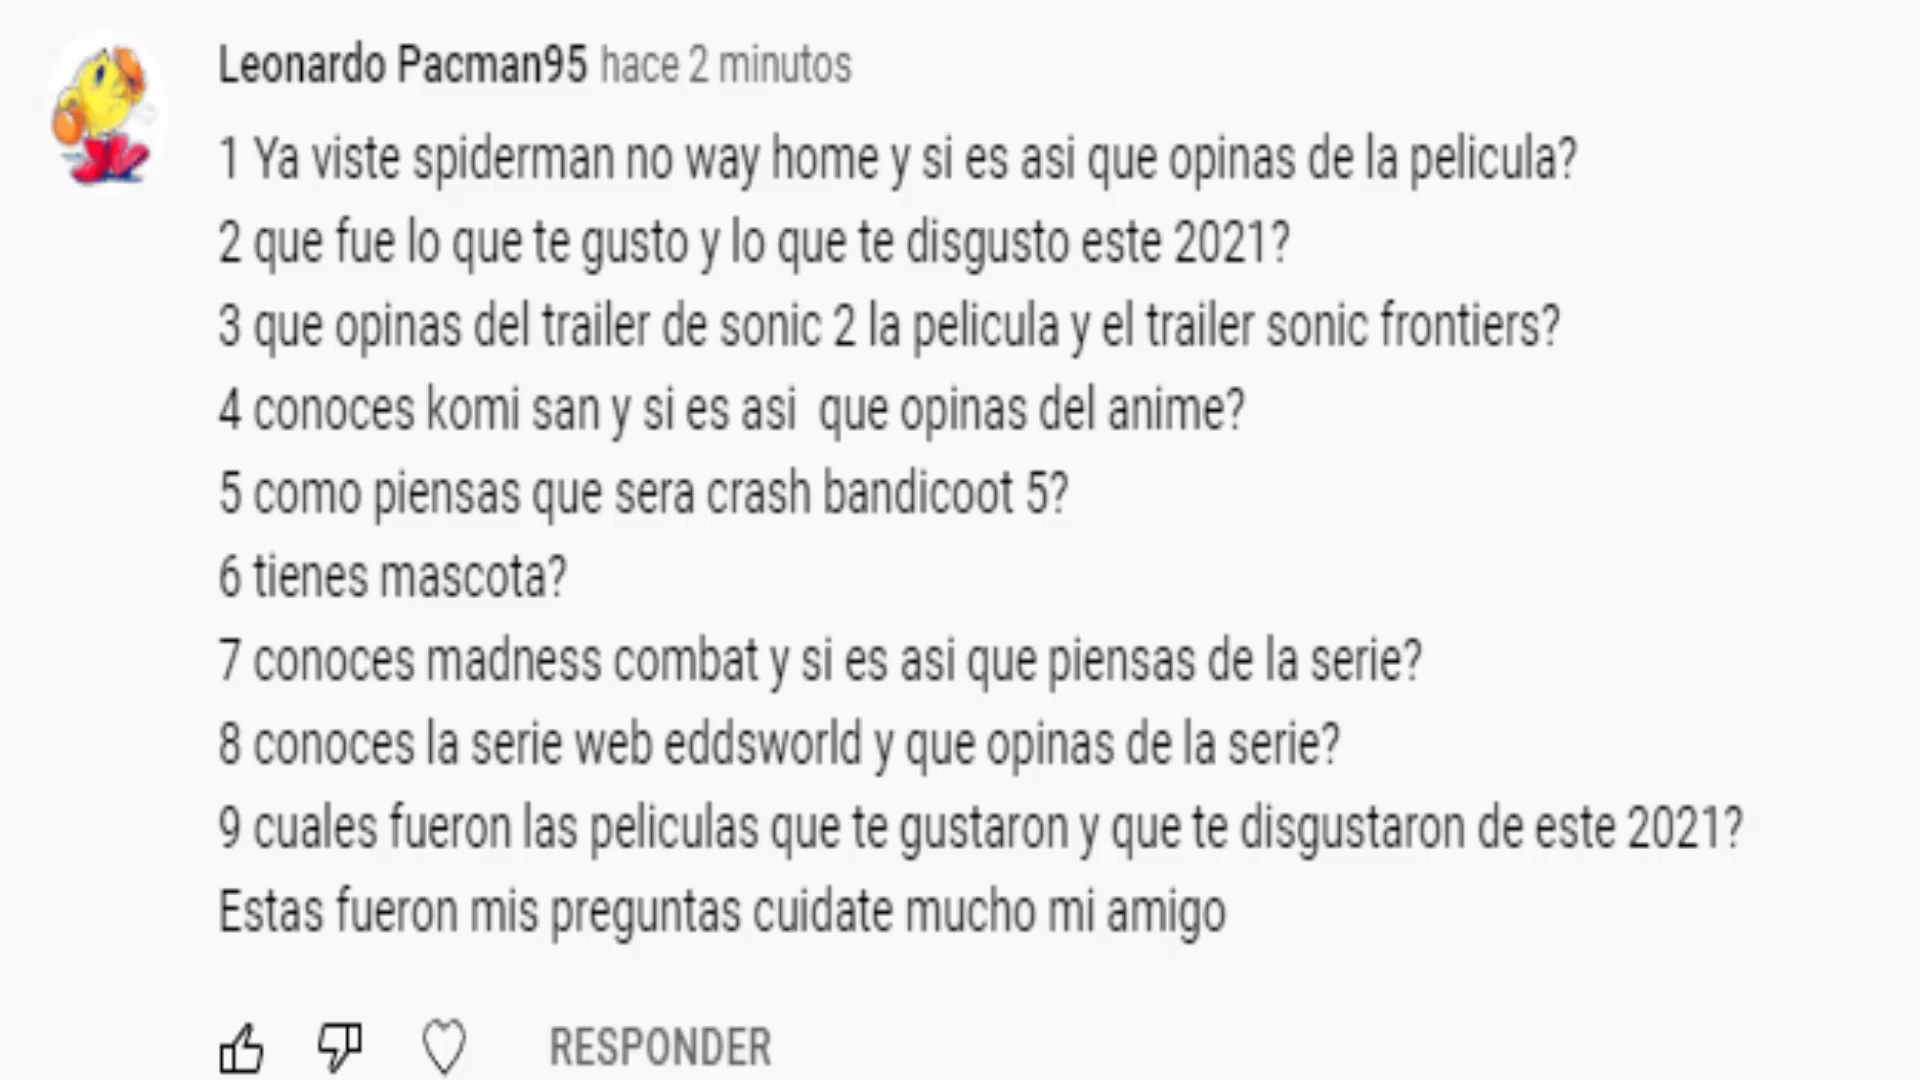 Leonardo Pacman95 hace 2 minutos
1 Ya viste spiderman no way home y si es asi que opinas de la pelicula?
2 que fue lo que te gusto y lo que te disgusto este 2021?
3 que opinas del trailer de sonic 2 la pelicula y el trailer sonic frontiers?
4 conoces komi san y si es asi  que opinas del anime?
5 como piensas que sera crash bandicoot 5?
6 tienes mascota?
7 conoces madness combat y si es asi que piensas de la serie?
8 conoces la serie web eddsworld y que opinas de la serie?
9 cuales fueron las peliculas que te gustaron y que te disgustaron de este 2021?
Estas fueron mis preguntas cuidate mucho mi amigo
RESPONDER